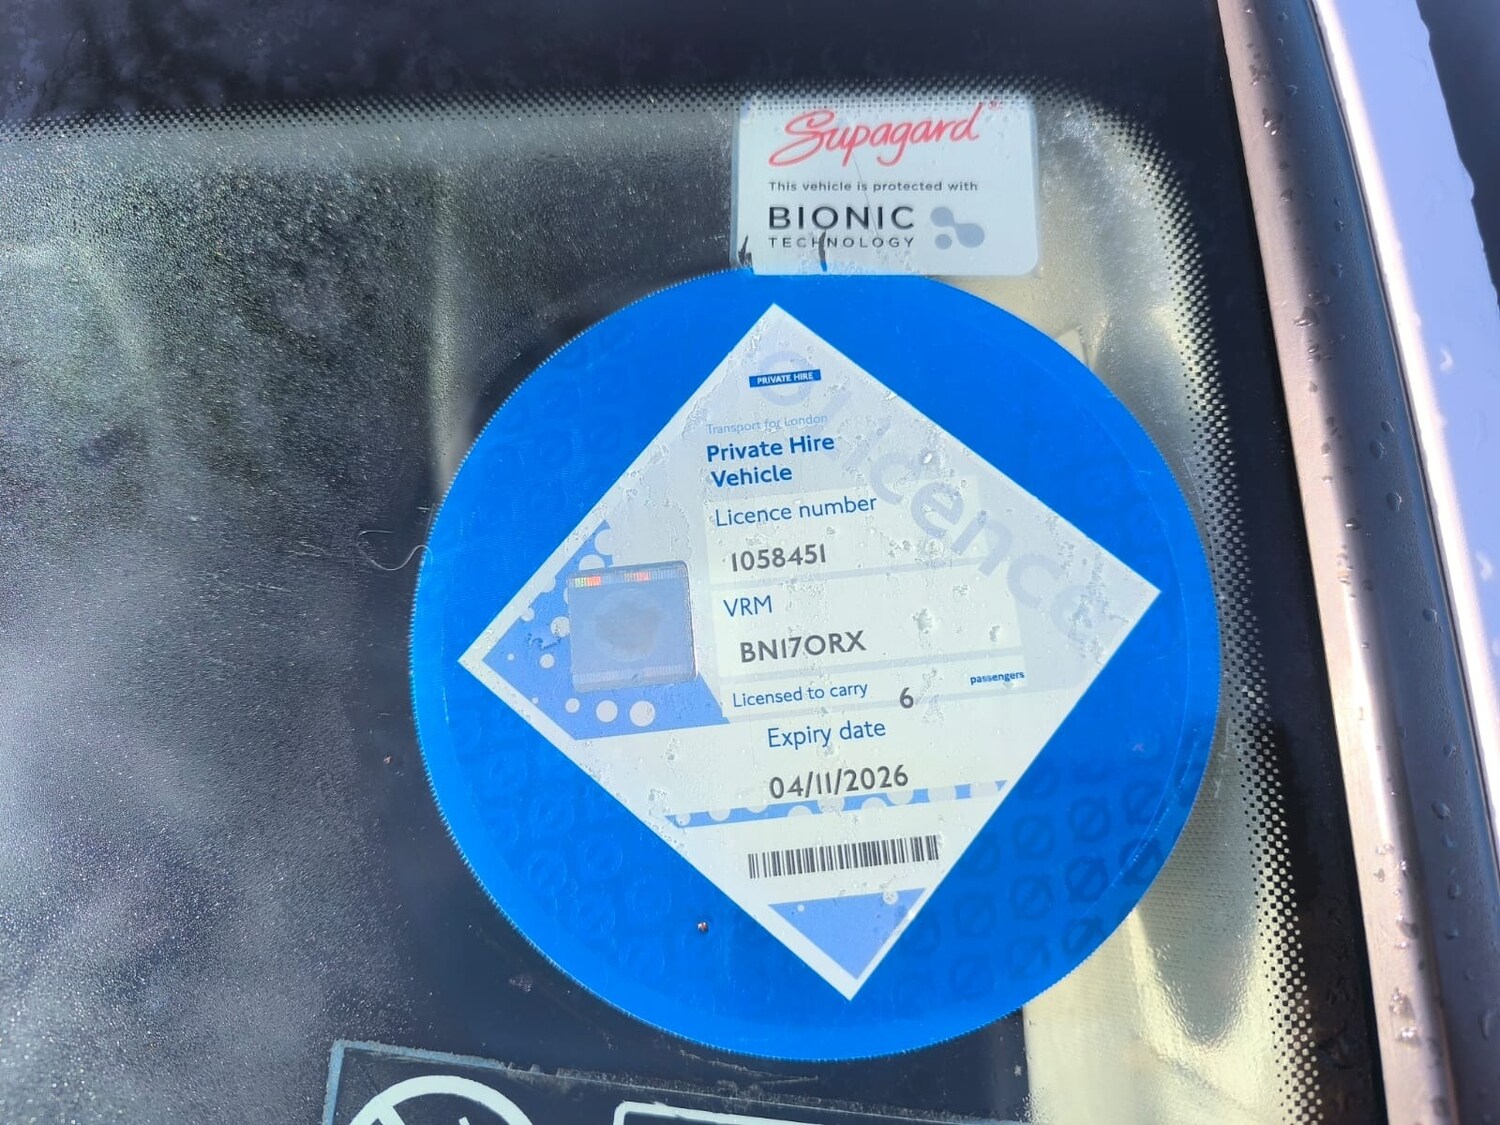 Supagard
This vehicle is protected with
BIONIC
TECHNOLOGY
PRIVATE HIRE
Transport for London
Private Hire
Vehicle
Licence number
1058451
VRM
BN17ORX
Licensed to carry 6 passengers
Expiry date
04/11/2026
Licence